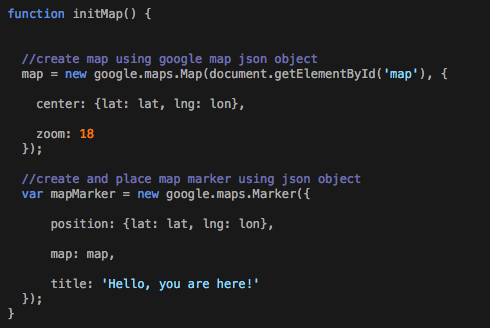 function initMap() {
//create map using google map json object
map = new google.maps.Map(document.getElementById('map'), {
center: {lat: lat, lng: lon},
zoom: 18
});
//create and place map marker using json object
var mapMarker = new google.maps.Marker({
position: {lat: lat, lng: lon},
map: map,
title: 'Hello, you are here!'
});
}